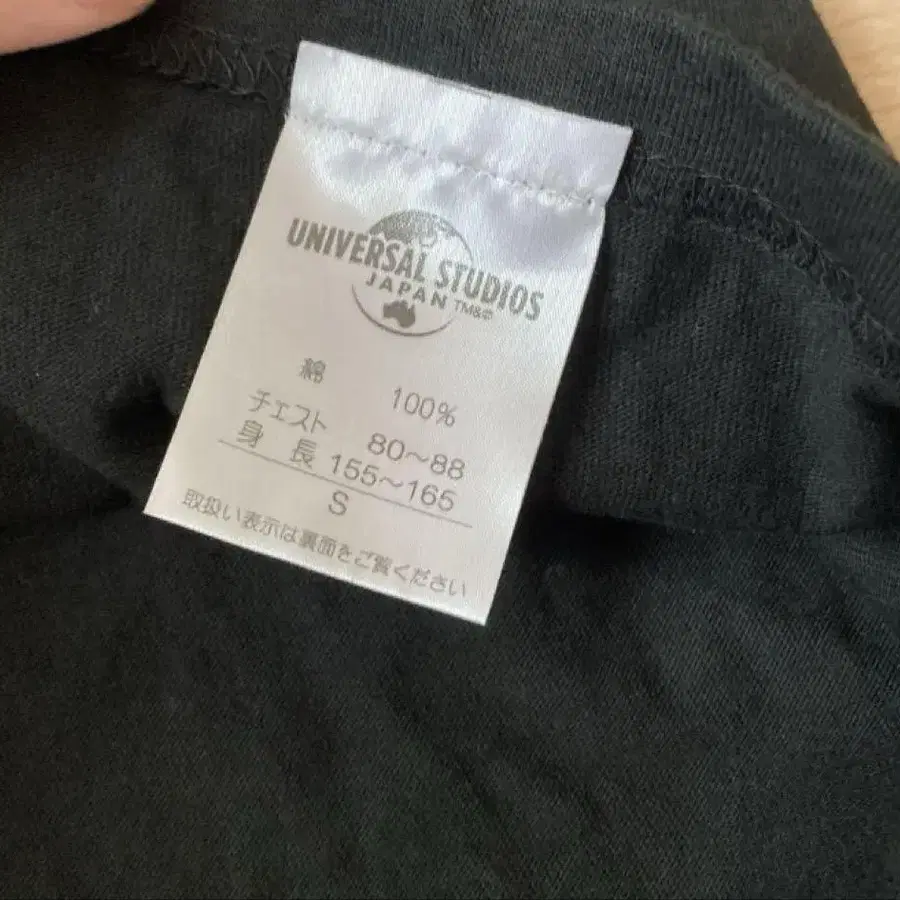 UNIVERSAL STUDIOS
JAPAN TM&©
綿 100%
チェスト 80~88
身長 155~165
S
取扱い表示は裏面をご覧ください